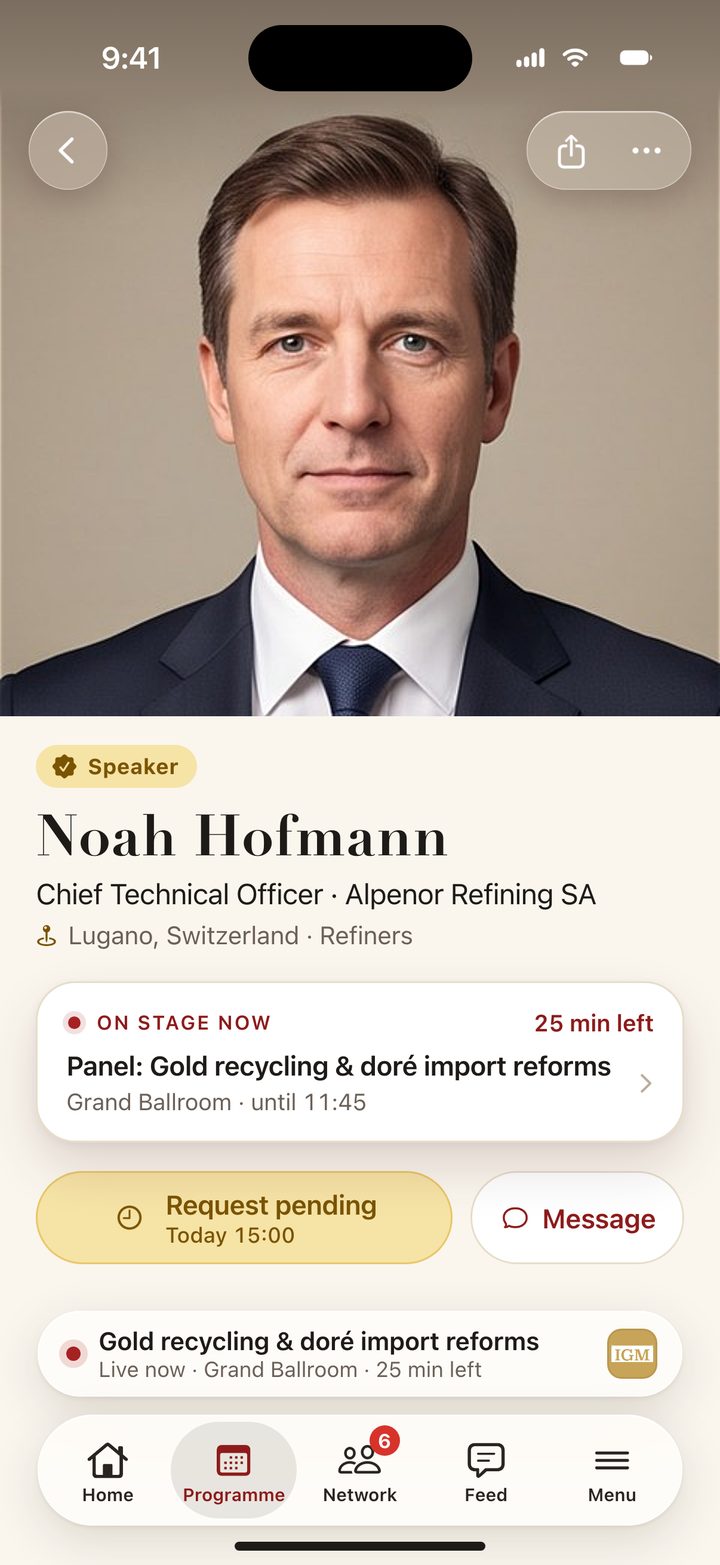 9:41
Speaker
Noah Hofmann
Chief Technical Officer · Alpenor Refining SA
Lugano, Switzerland · Refiners
ON STAGE NOW
25 min left
Panel: Gold recycling & doré import reforms
Grand Ballroom · until 11:45
Request pending
Today 15:00
Message
Gold recycling & doré import reforms
Live now · Grand Ballroom · 25 min left
IGM
6
Home
Programme
Network
Feed
Menu